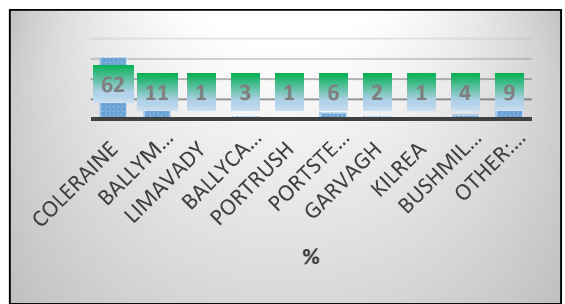 62 11 1 3 1 6 2 1 4 9
COLERAINE
BALLYM...
LIMAVADY
BALLYCA...
PORTRUSH
PORTSTE...
GARVAGH
KILREA
BUSHMIL...
OTHER:...
%